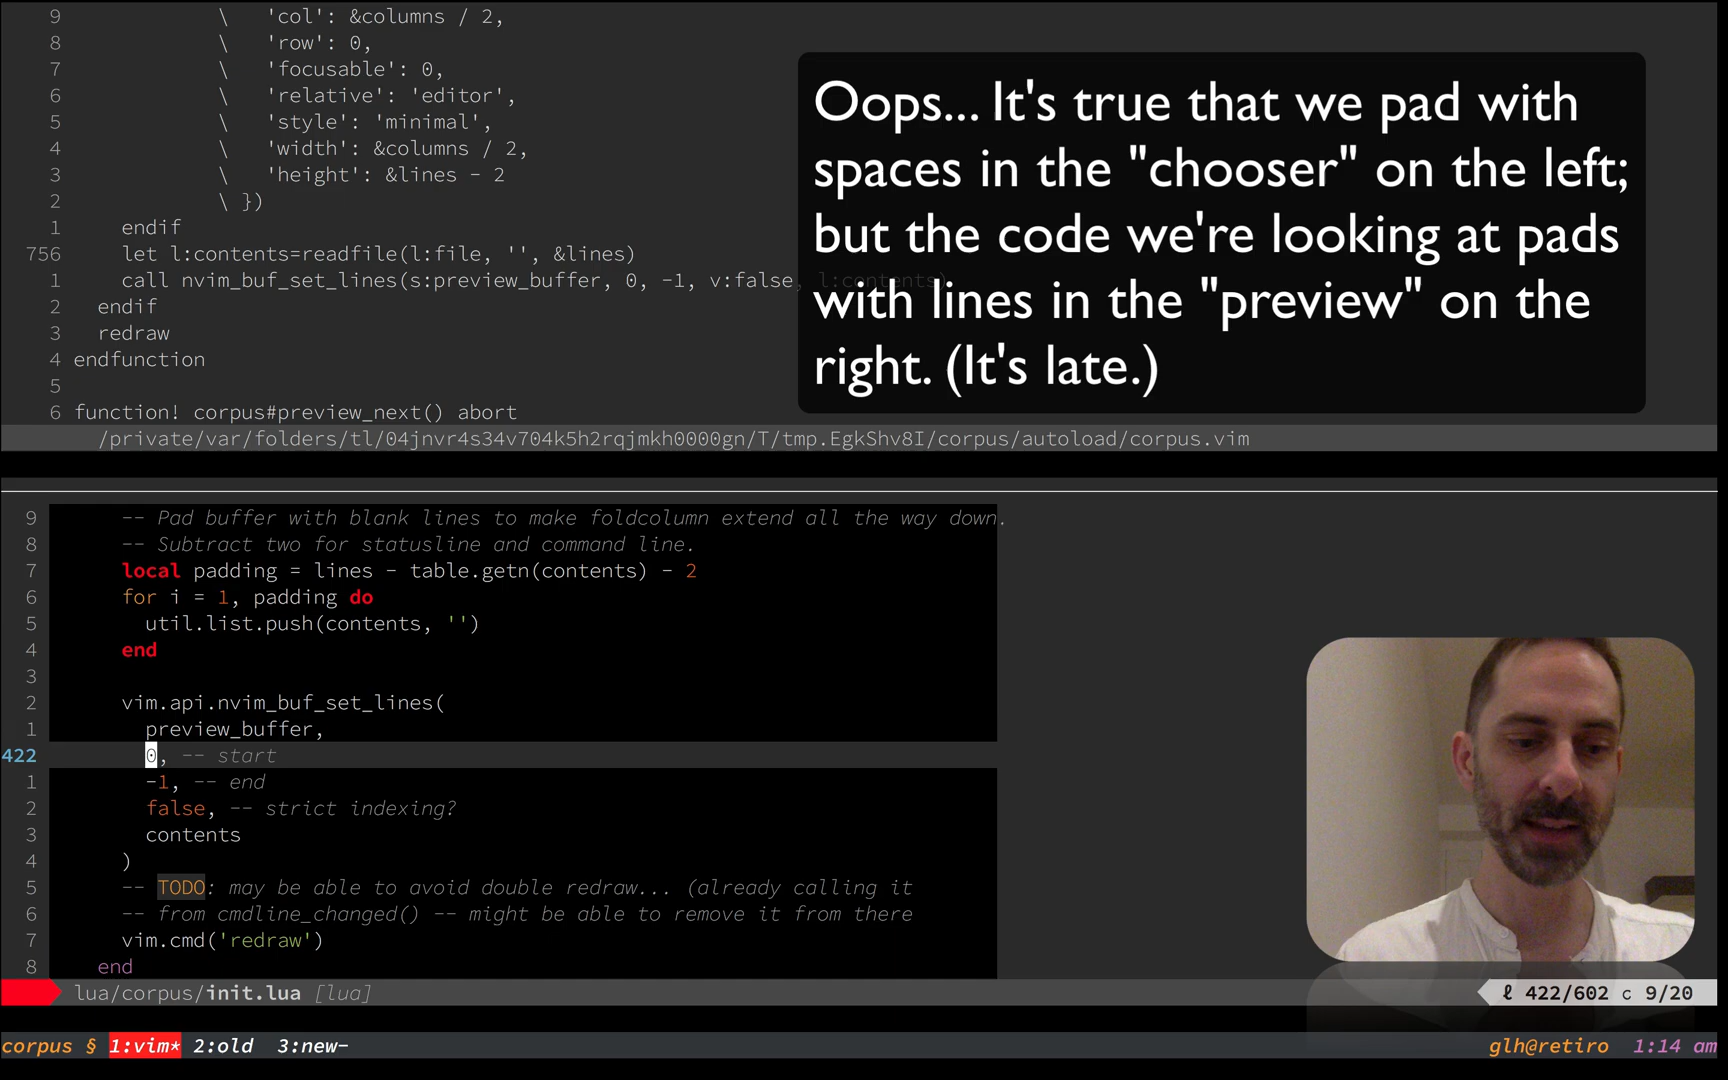 9 \ 'col': &columns / 2,
8 \ 'row': 0,
7 \ 'focusable': 0,
6 \ 'relative': 'editor',
5 \ 'style': 'minimal',
4 \ 'width': &columns / 2,
3 \ 'height': &lines - 2
2 \ })
1 endif
756 let l:contents=readfile(l:file, '', &lines)
1 call nvim_buf_set_lines(s:preview_buffer, 0, -1, v:false, l:contents)
2 endif
3 redraw
4 endfunction
5
6 function! corpus#preview_next() abort
/private/var/folders/tl/04jnvr4s34v704k5h2rqjmkh0000gn/T/tmp.EgkShv8I/corpus/autoload/corpus.vim
Oops... It's true that we pad with
spaces in the "chooser" on the left;
but the code we're looking at pads
with lines in the "preview" on the
right. (It's late.)
9 -- Pad buffer with blank lines to make foldcolumn extend all the way down.
8 -- Subtract two for statusline and command line.
7 local padding = lines - table.getn(contents) - 2
6 for i = 1, padding do
5 util.list.push(contents, '')
4 end
3
2 vim.api.nvim_buf_set_lines(
1 preview_buffer,
422 0, -- start
1 -1, -- end
2 false, -- strict indexing?
3 contents
4 )
5 -- TODO: may be able to avoid double redraw... (already calling it
6 -- from cmdline_changed() -- might be able to remove it from there
7 vim.cmd('redraw')
8 end
lua/corpus/init.lua [lua] ℓ 422/602 c 9/20
corpus § 1:vim* 2:old 3:new- glh@retiro 1:14 am